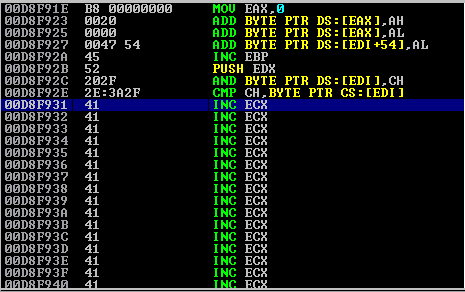 00D8F91E B8 00000000 MOV EAX,0
00D8F923 0020 ADD BYTE PTR DS:[EAX],AH
00D8F925 0000 ADD BYTE PTR DS:[EAX],AL
00D8F927 0047 54 ADD BYTE PTR DS:[EDI+54],AL
00D8F92A 45 INC EBP
00D8F92B 52 PUSH EDX
00D8F92C 202F AND BYTE PTR DS:[EDI],CH
00D8F92E 2E:3A2F CMP CH,BYTE PTR CS:[EDI]
00D8F931 41 INC ECX
00D8F932 41 INC ECX
00D8F933 41 INC ECX
00D8F934 41 INC ECX
00D8F935 41 INC ECX
00D8F936 41 INC ECX
00D8F937 41 INC ECX
00D8F938 41 INC ECX
00D8F939 41 INC ECX
00D8F93A 41 INC ECX
00D8F93B 41 INC ECX
00D8F93C 41 INC ECX
00D8F93D 41 INC ECX
00D8F93E 41 INC ECX
00D8F93F 41 INC ECX
00D8F940 41 INC ECX